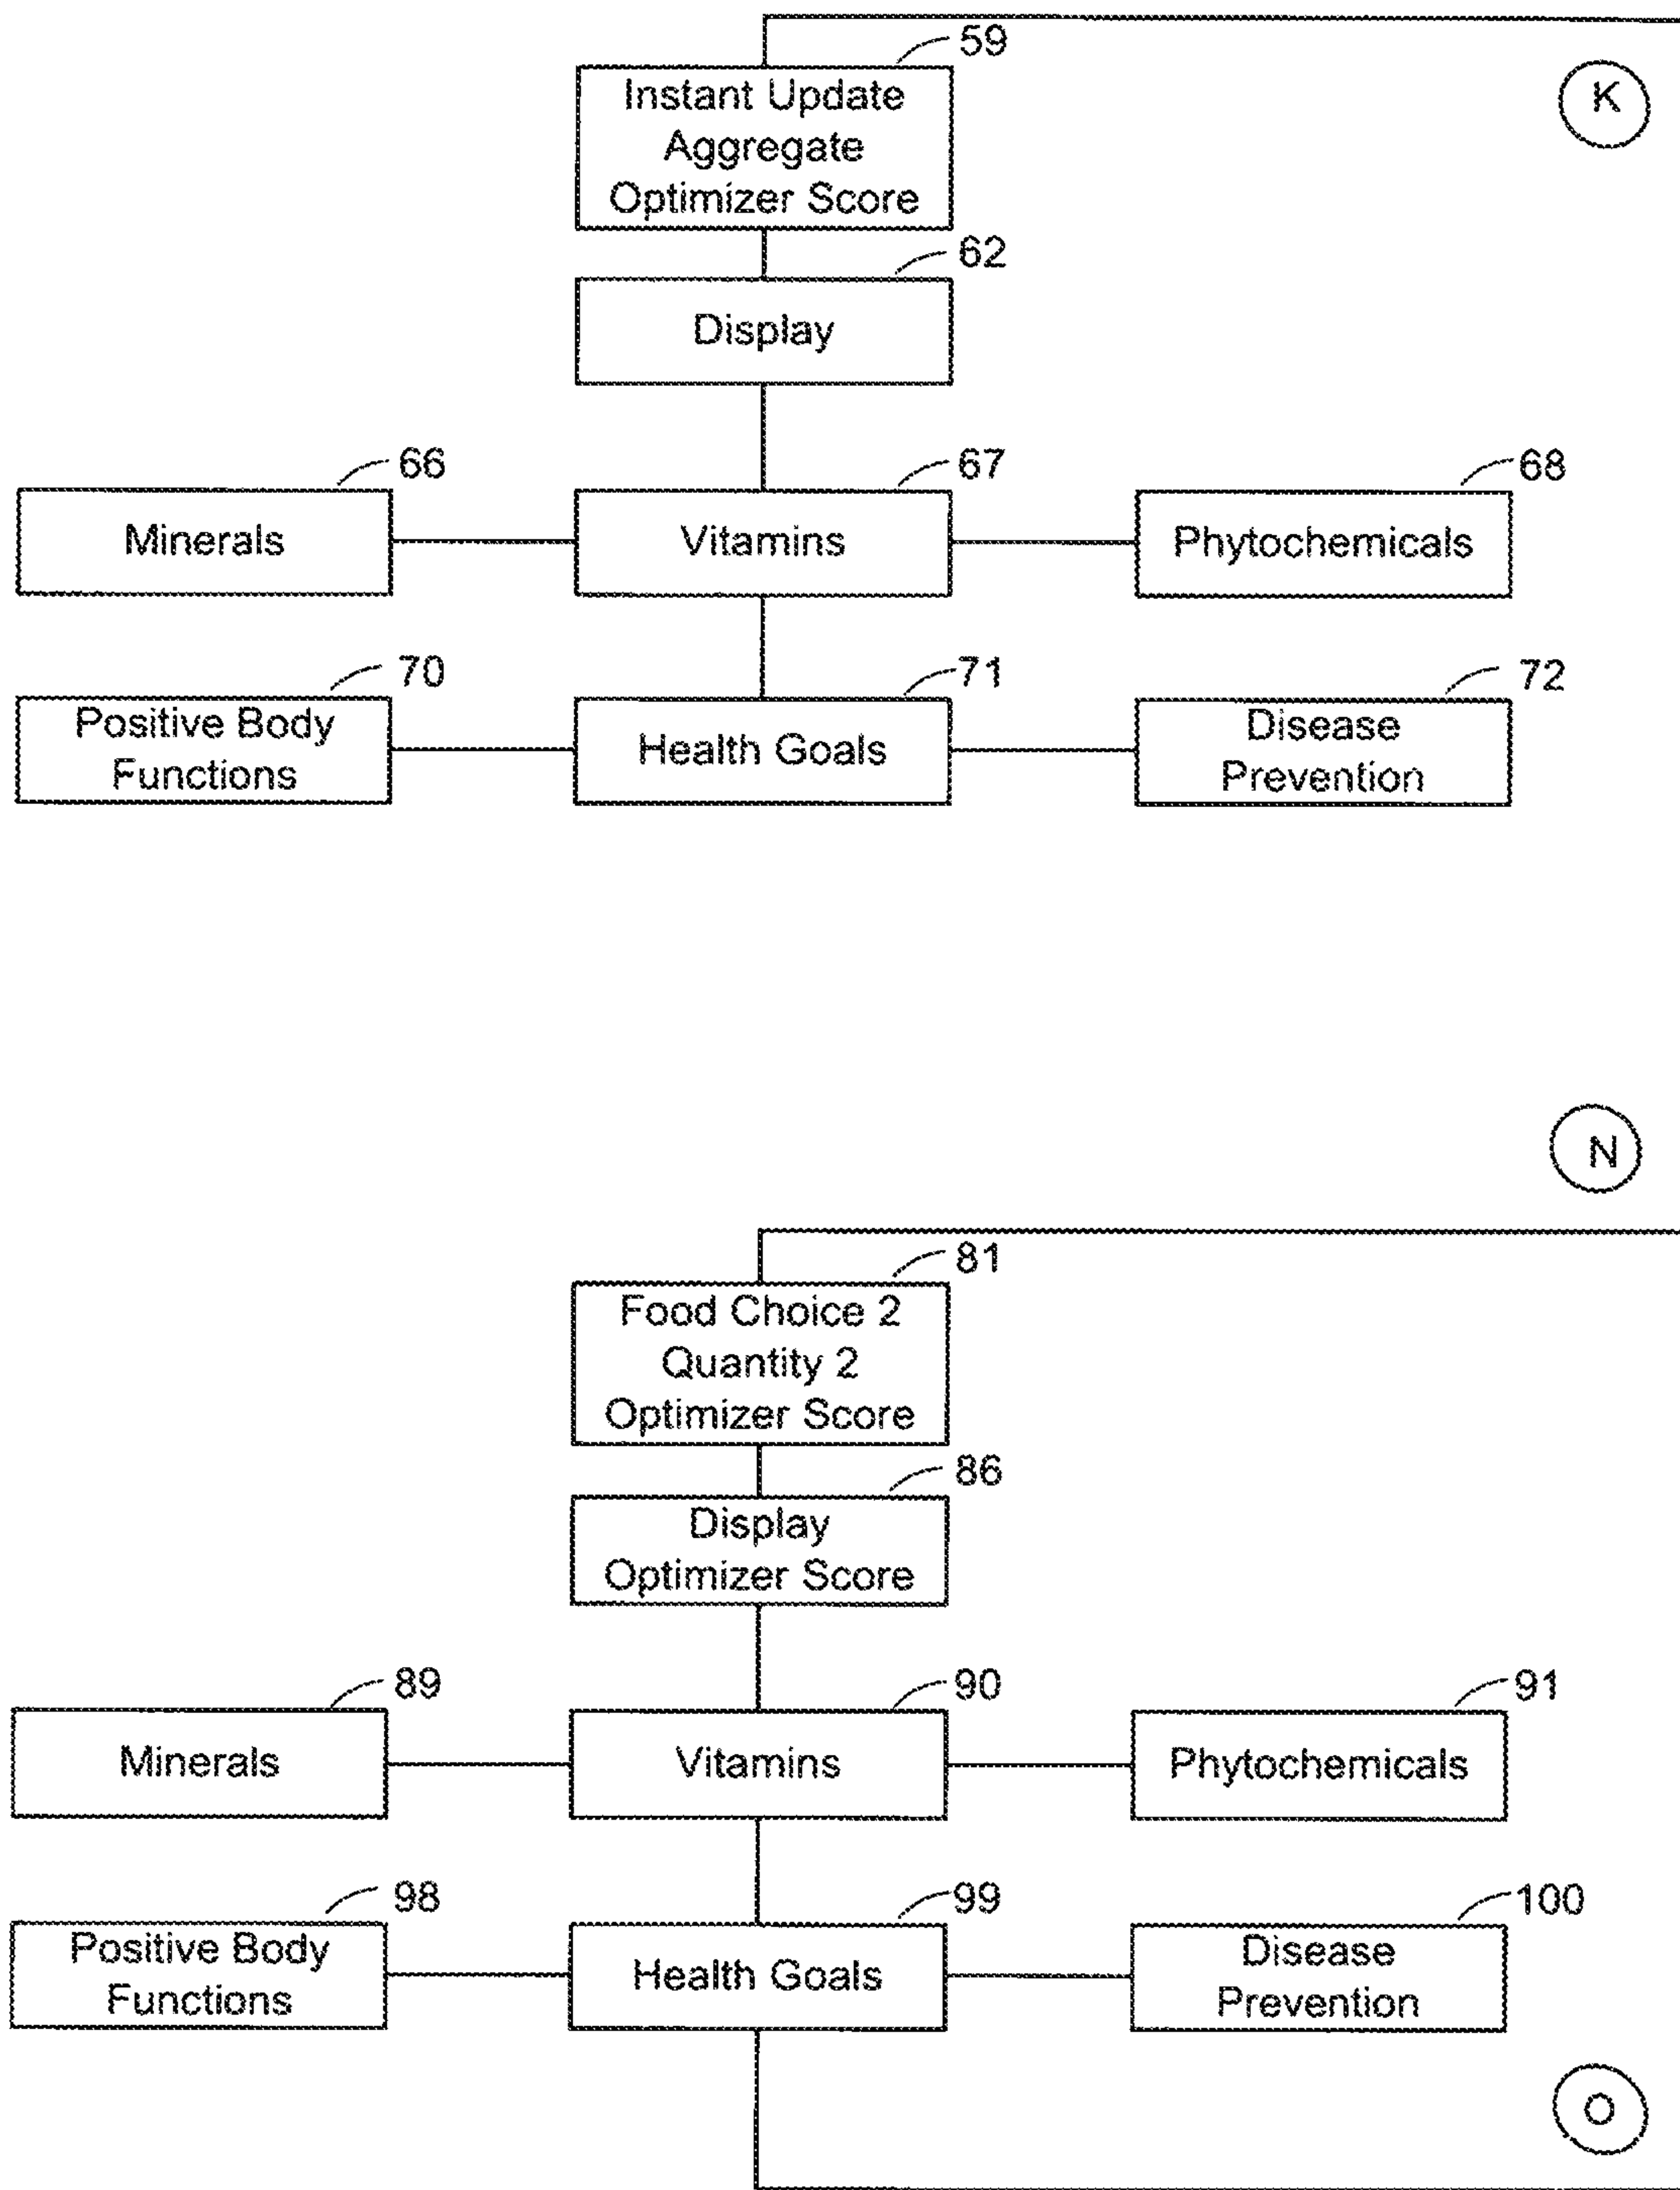 59
K
Instant Update
Aggregate
Optimizer Score
62
Display
66
67
68
Minerals
Vitamins
Phytochemicals
70
71
72
Positive Body
Functions
Health Goals
Disease
Prevention
N
81
Food Choice 2
Quantity 2
Optimizer Score
86
Display
Optimizer Score
89
90
91
Minerals
Vitamins
Phytochemicals
98
99
100
Positive Body
Functions
Health Goals
Disease
Prevention
O